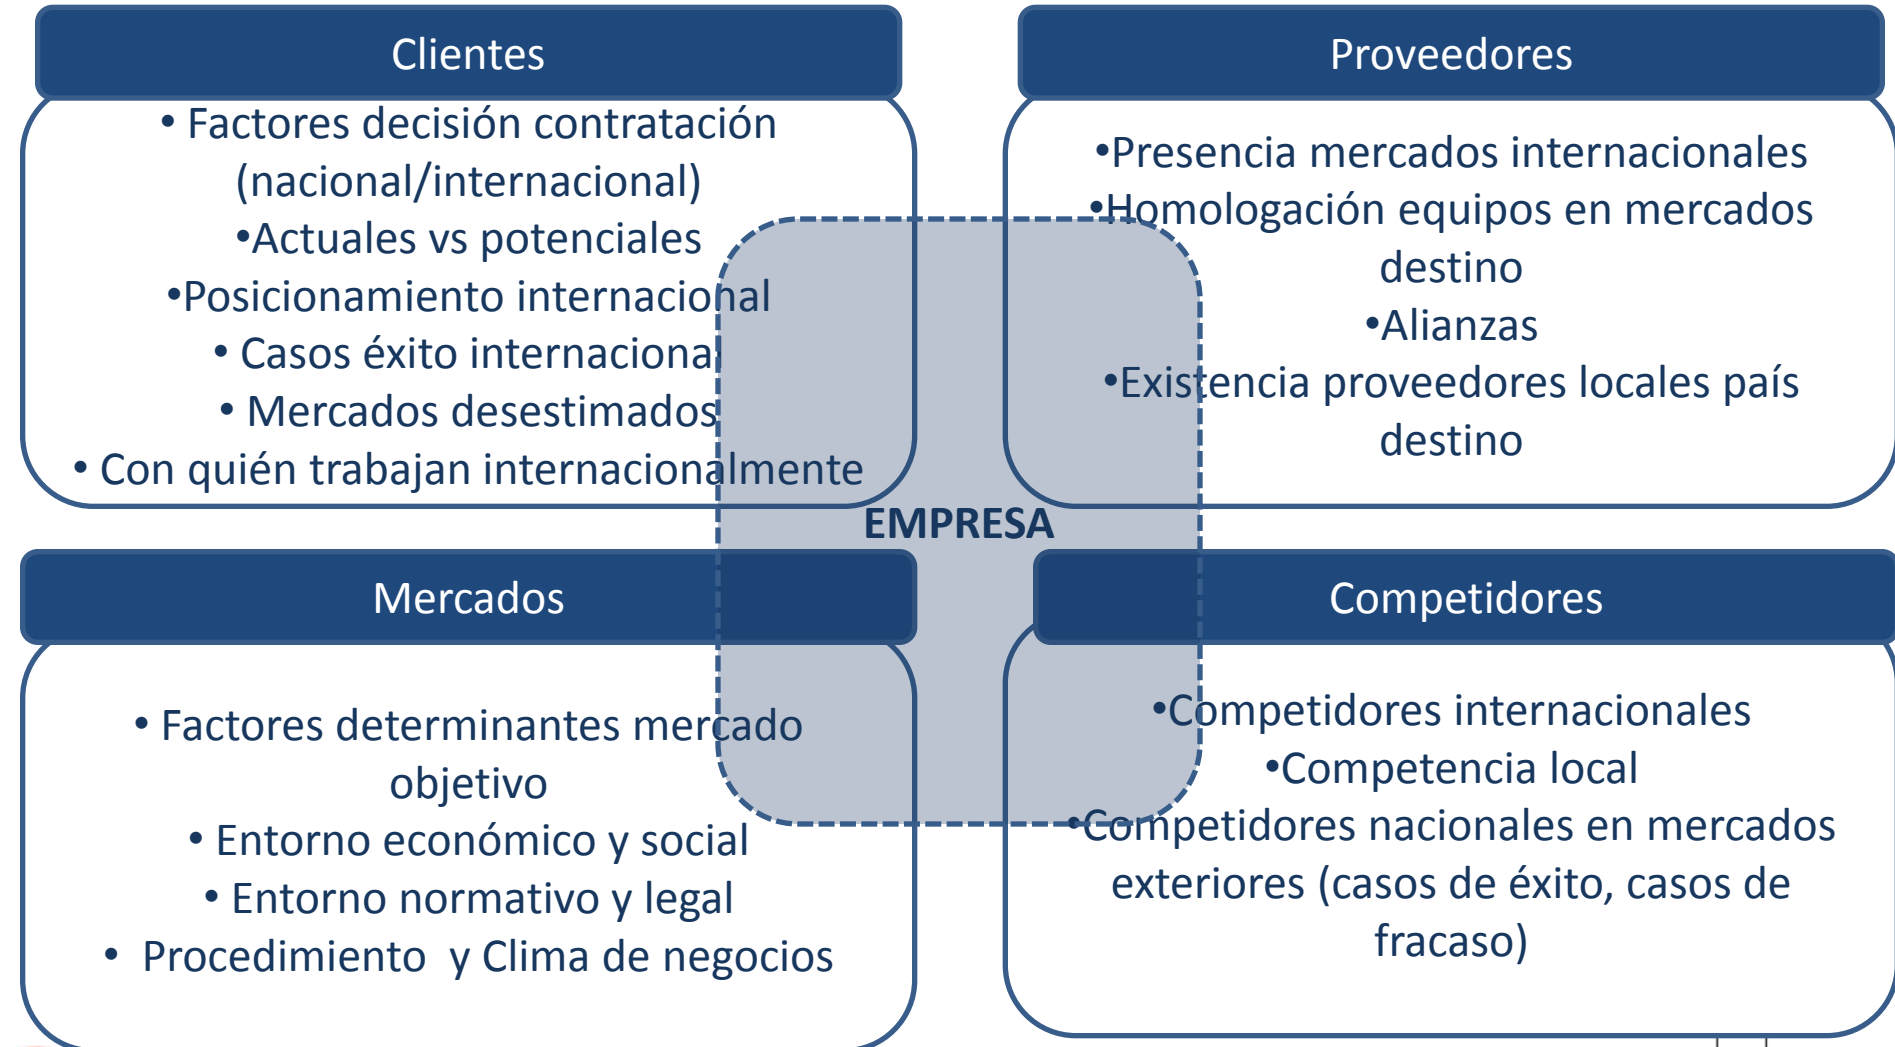 Clientes
• Factores decisión contratación
(nacional/internacional)
•Actuales vs potenciales
•Posicionamiento internacional
• Casos éxito internaciona
• Mercados desestimados
• Con quién trabajan internacionalmente
Proveedores
•Presencia mercados internacionales
•Homologación equipos en mercados
destino
•Alianzas
•Existencia proveedores locales país
destino
EMPRESA
Mercados
• Factores determinantes mercado
objetivo
• Entorno económico y social
• Entorno normativo y legal
• Procedimiento y Clima de negocios
Competidores
•Competidores internacionales
•Competencia local
•Competidores nacionales en mercados
exteriores (casos de éxito, casos de
fracaso)